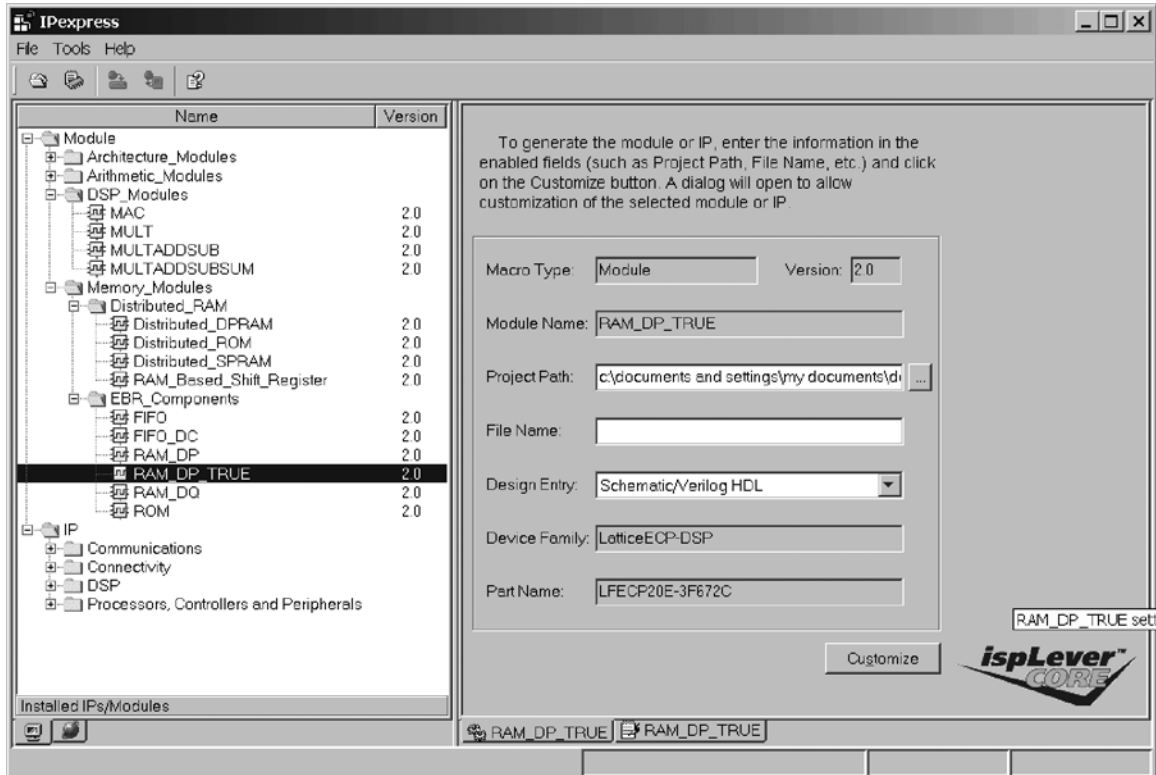 IPexpress
File Tools Help
Name Version
Module
Architecture_Modules
Arithmetic_Modules
DSP_Modules
MAC 2.0
MULT 2.0
MULTADDSUB 2.0
MULTADDSUBSUM 2.0
Memory_Modules
Distributed_RAM
Distributed_DPRAM 2.0
Distributed_ROM 2.0
Distributed_SPRAM 2.0
RAM_Based_Shift_Register 2.0
EBR_Components
FIFO 2.0
FIFO_DC 2.0
RAM_DP 2.0
RAM_DP_TRUE 2.0
RAM_DQ 2.0
ROM 2.0
IP
Communications
Connectivity
DSP
Processors, Controllers and Peripherals
Installed IPs/Modules
To generate the module or IP, enter the information in the
enabled fields (such as Project Path, File Name, etc.) and click
on the Customize button. A dialog will open to allow
customization of the selected module or IP.
Macro Type: Module Version: 2.0
Module Name: RAM_DP_TRUE
Project Path: c:\documents and settings\my documents\d ...
File Name:
Design Entry: Schematic/Verilog HDL
Device Family: LatticeECP-DSP
Part Name: LFECP20E-3F672C
RAM_DP_TRUE sett
Customize
ispLever™
CORE
RAM_DP_TRUE RAM_DP_TRUE